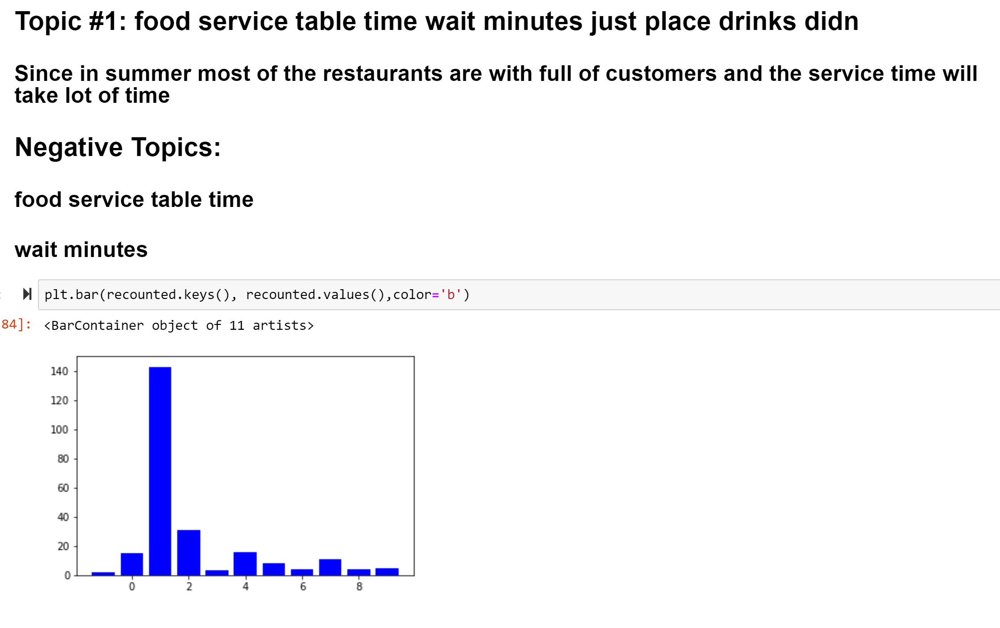 Topic #1: food service table time wait minutes just place drinks didn
Since in summer most of the restaurants are with full of customers and the service time will
take lot of time
Negative Topics:
food service table time
wait minutes
: plt.bar(recounted.keys(), recounted.values(),color='b')
84]: <BarContainer object of 11 artists>
140
120
100
80
60
40
20
0
0 2 4 6 8